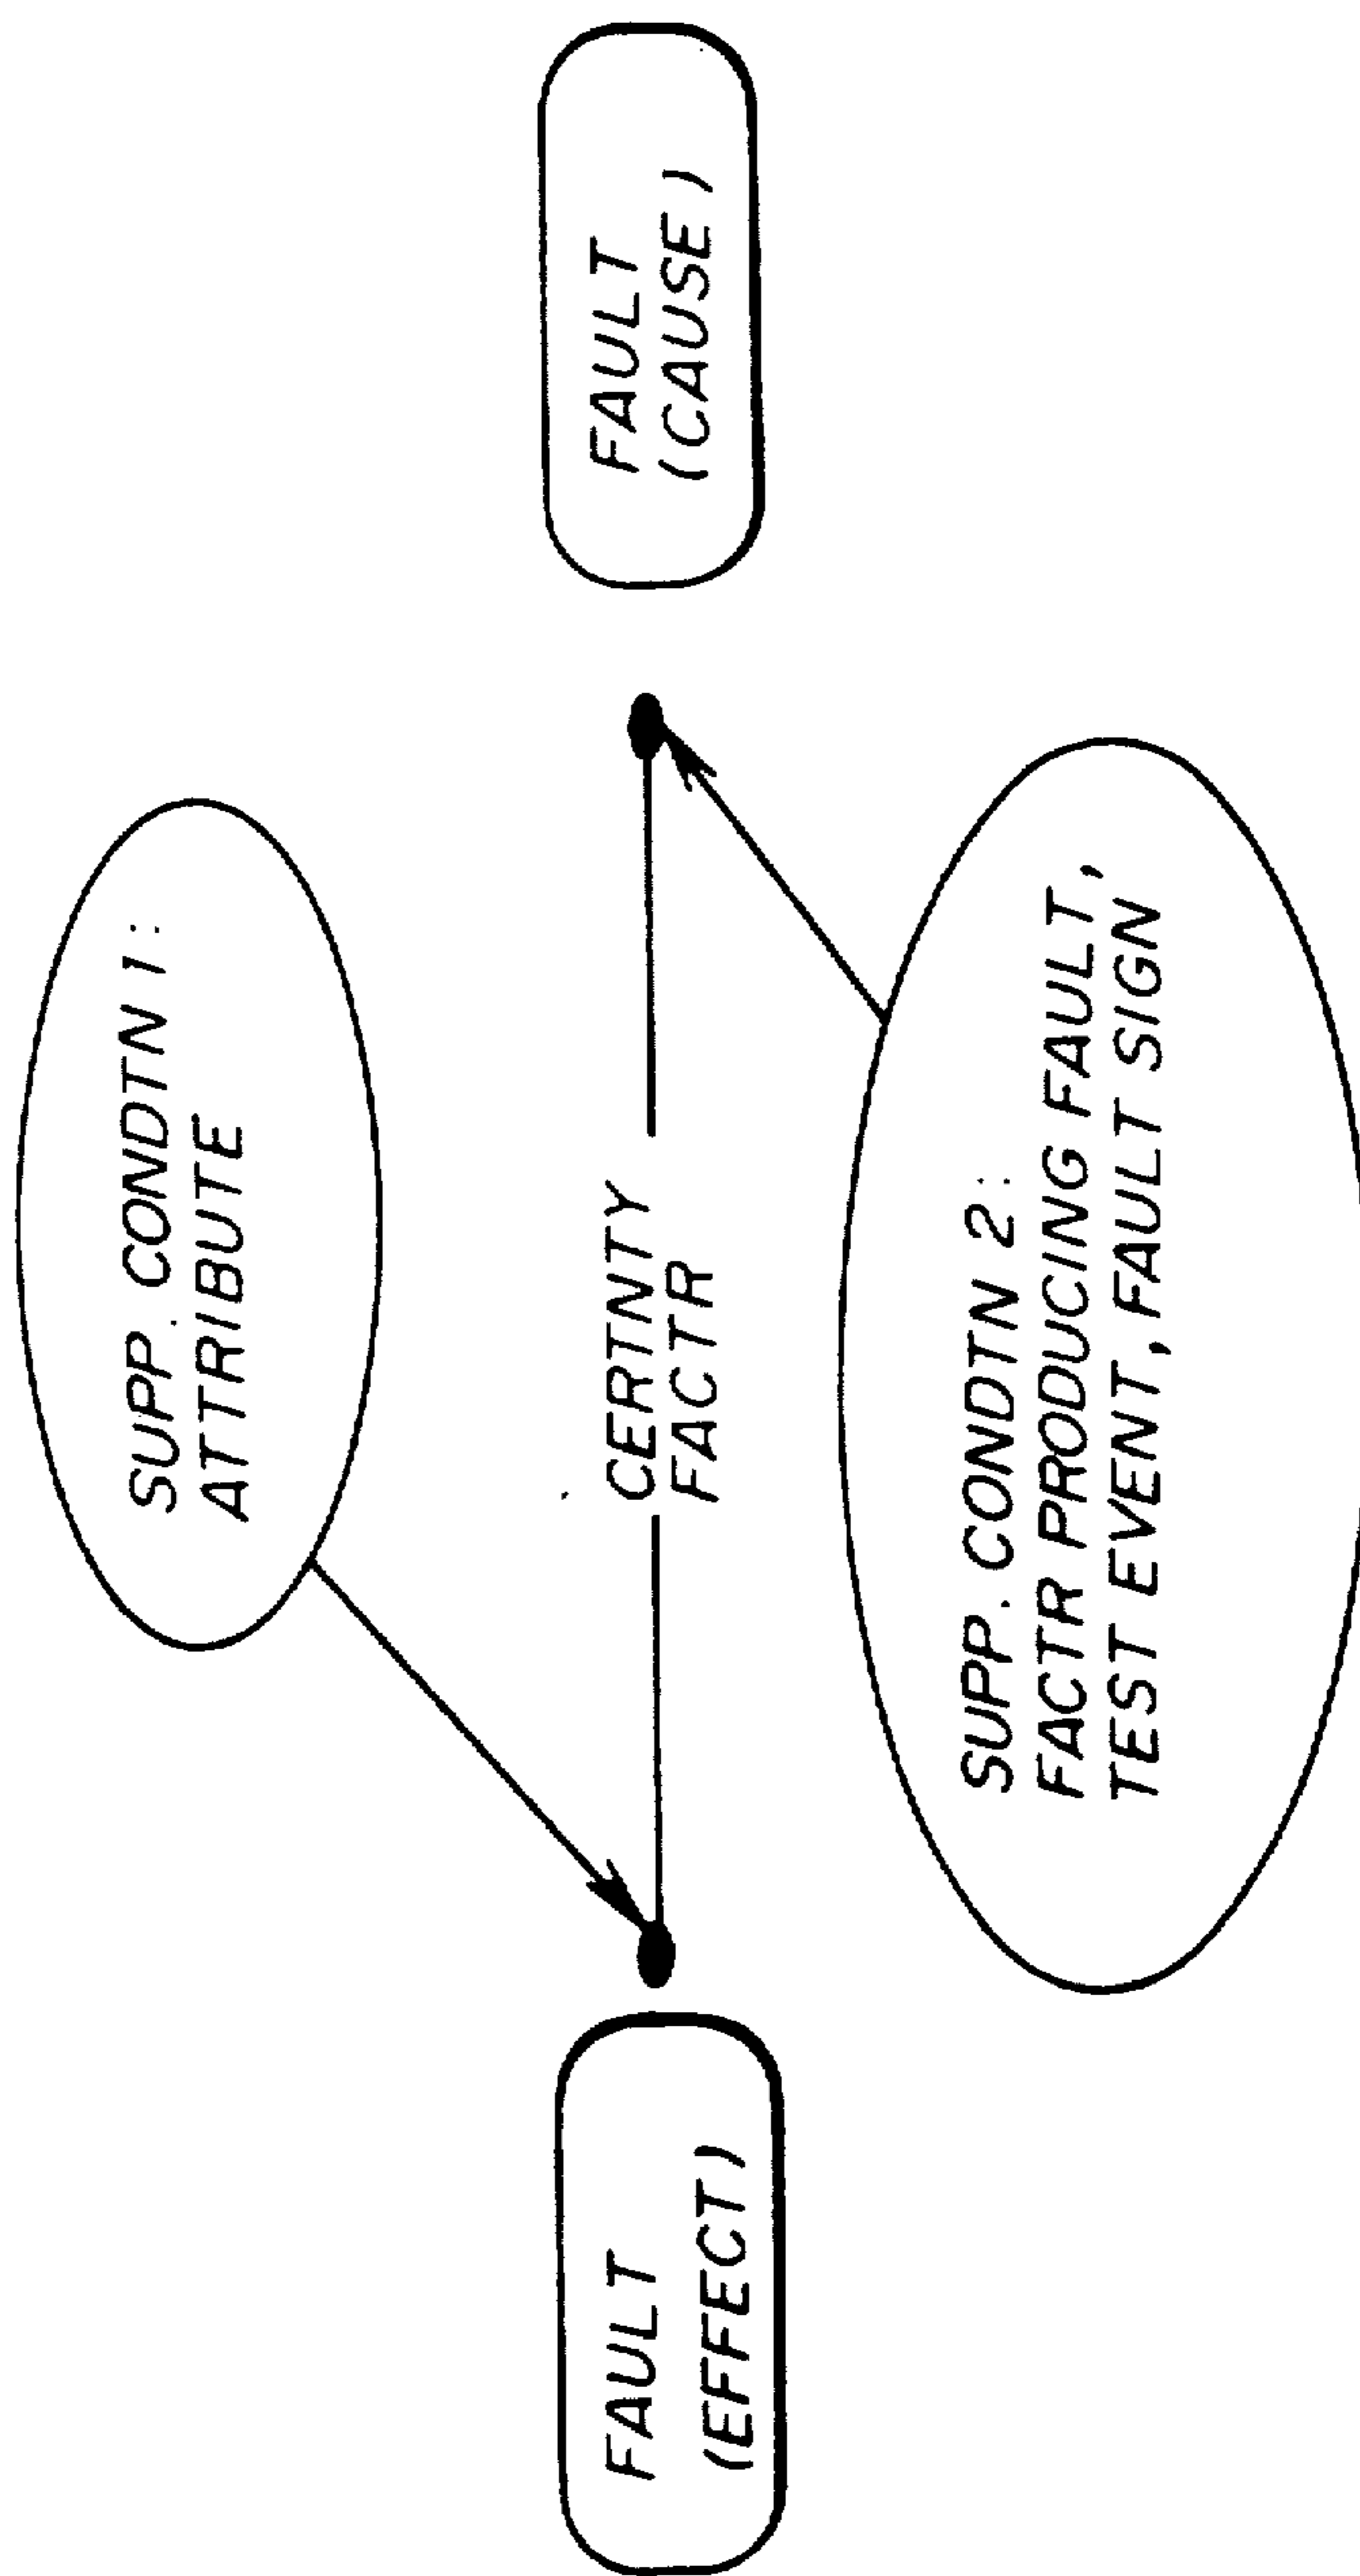 SUPP. CONDTN 1:
ATTRIBUTE
FAULT
(EFFECT)
CERTNTY
FACTR
FAULT
(CAUSE)
SUPP. CONDTN 2:
FACTR PRODUCING FAULT,
TEST EVENT, FAULT SIGN